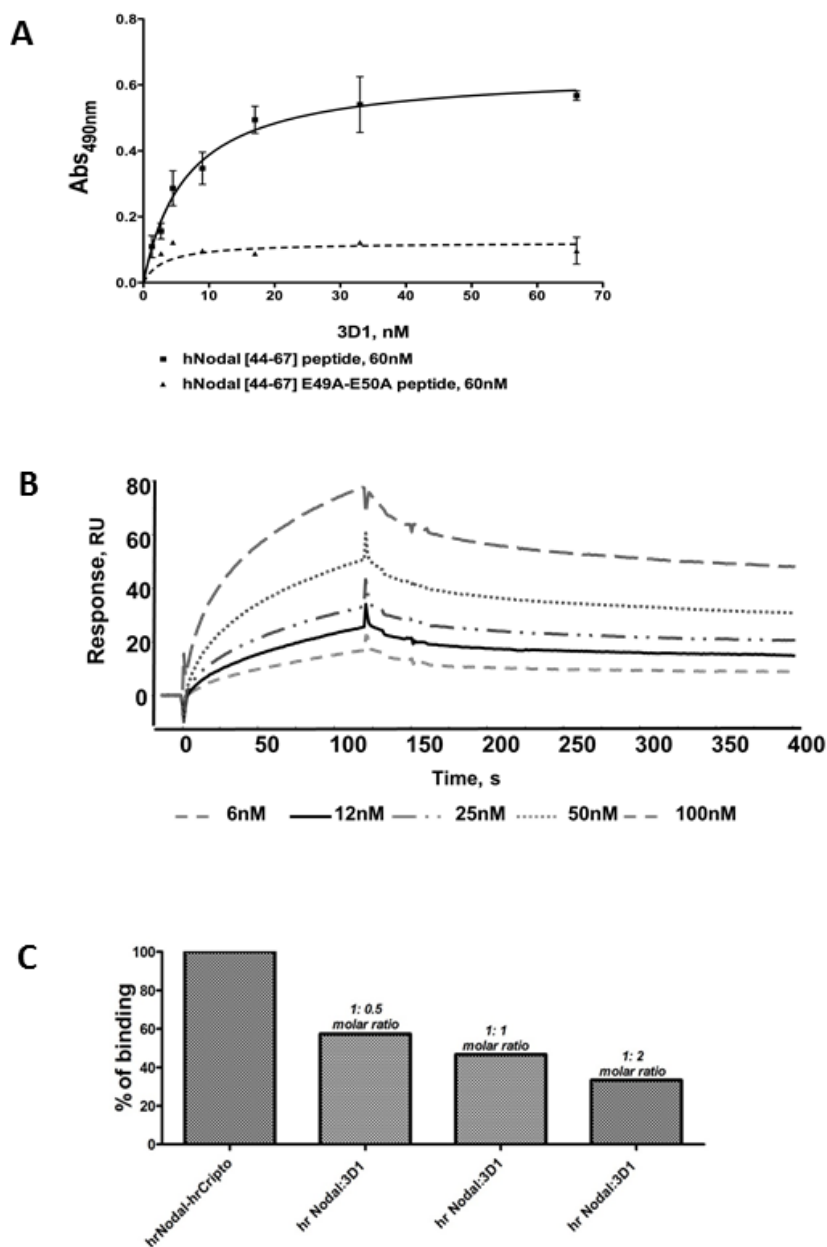 A
0.8
0.6
0.4
0.2
0.0
Abs490nm
0 10 20 30 40 50 60 70
3D1, nM
hNodal [44-67] peptide, 60nM
hNodal [44-67] E49A-E50A peptide, 60nM
B
80
60
40
20
0
Response, RU
0 50 100 150 200 250 300 350 400
Time, s
6nM 12nM 25nM 50nM 100nM
C
100
80
60
40
20
0
% of binding
1: 0.5
molar ratio
1: 1
molar ratio
1: 2
molar ratio
hrNodal-hrCripto
hr Nodal:3D1
hr Nodal:3D1
hr Nodal:3D1